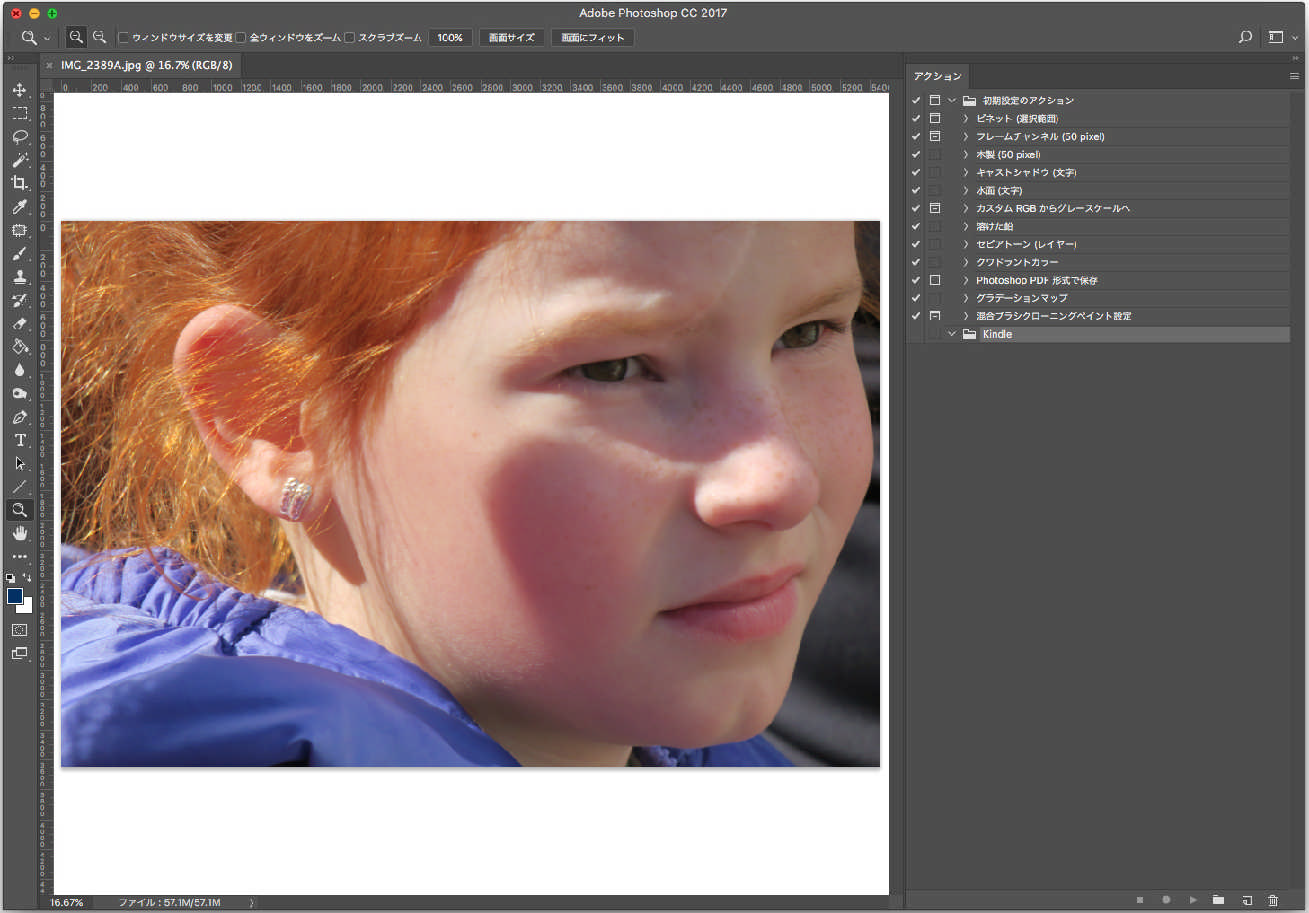 Adobe Photoshop CC 2017
ウィンドウサイズを変更 全ウィンドウをズーム スクラブズーム 100% 画面サイズ 画面にフィット
IMG_2389A.jpg @ 16.7% (RGB/8)
0 200 400 600 800 1000 1200 1400 1600 1800 2000 2200 2400 2600 2800 3000 3200 3400 3600 3800 4000 4200 4400 4600 4800 5000 5200 5400
アクション
初期設定のアクション
ビネット (選択範囲)
フレームチャンネル (50 pixel)
木製 (50 pixel)
キャストシャドウ (文字)
水面 (文字)
カスタム RGB からグレースケールへ
溶けた鉛
セピアトーン (レイヤー)
クワドラントカラー
Photoshop PDF 形式で保存
グラデーションマップ
混合ブラシクローニングペイント設定
Kindle
16.67% ファイル : 57.1M/57.1M